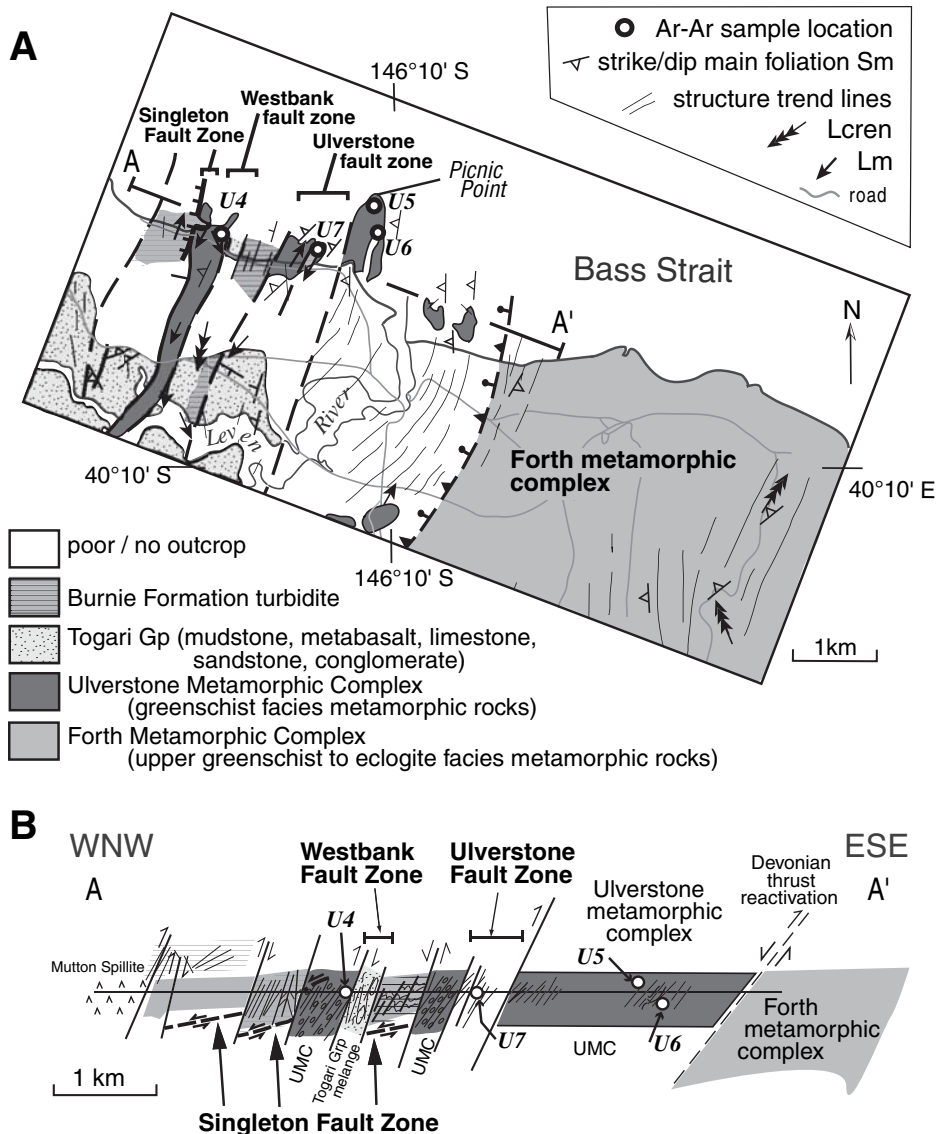 A
Ar-Ar sample location
strike/dip main foliation Sm
structure trend lines
Lcren
Lm
road
146°10' S
Singleton
Fault Zone
Westbank
fault zone
Ulverstone
fault zone
Picnic
Point
A
U4
U5
U7
U6
Bass Strait
A'
N
River
Leven
40°10' S
Forth metamorphic
complex
40°10' E
146°10' S
1km
poor / no outcrop
Burnie Formation turbidite
Togari Gp (mudstone, metabasalt, limestone,
sandstone, conglomerate)
Ulverstone Metamorphic Complex
(greenschist facies metamorphic rocks)
Forth Metamorphic Complex
(upper greenschist to eclogite facies metamorphic rocks)
B
WNW
ESE
A
A'
Westbank
Fault Zone
Ulverstone
Fault Zone
Devonian
thrust
reactivation
Ulverstone
metamorphic
complex
U4
U5
Mutton Spillite
U7
U6
UMC
Togari Grp
melange
UMC
UMC
Forth
metamorphic
complex
1 km
Singleton Fault Zone